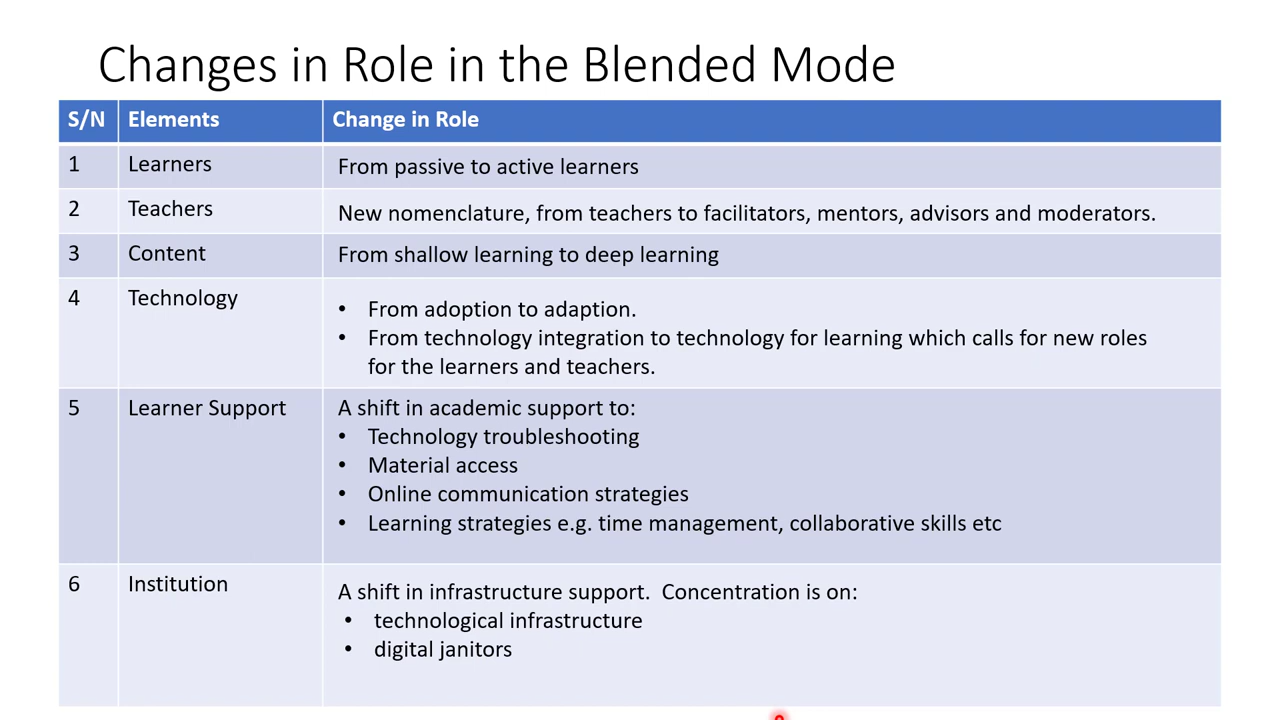 Changes in Role in the Blended Mode
S/N Elements Change in Role
1 Learners From passive to active learners
2 Teachers New nomenclature, from teachers to facilitators, mentors, advisors and moderators.
3 Content From shallow learning to deep learning
4 Technology • From adoption to adaption.
• From technology integration to technology for learning which calls for new roles
for the learners and teachers.
5 Learner Support A shift in academic support to:
• Technology troubleshooting
• Material access
• Online communication strategies
• Learning strategies e.g. time management, collaborative skills etc
6 Institution A shift in infrastructure support.  Concentration is on:
• technological infrastructure
• digital janitors